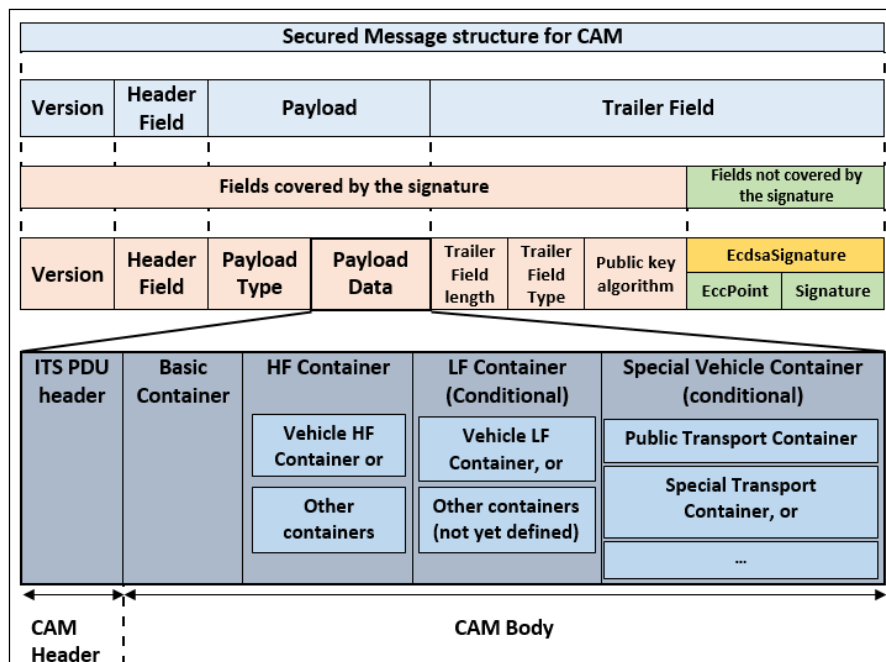 Secured Message structure for CAM
Version
Header
Field
Payload
Trailer Field
Fields covered by the signature
Fields not covered by
the signature
Version
Header
Field
Payload
Type
Payload
Data
Trailer
Field
length
Trailer
Field
Type
Public key
algorithm
EcdsaSignature
EccPoint
Signature
ITS PDU
header
Basic
Container
HF Container
Vehicle HF
Container or
Other
containers
LF Container
(Conditional)
Vehicle LF
Container, or
Other containers
(not yet defined)
Special Vehicle Container
(conditional)
Public Transport Container
Special Transport
Container, or
...
CAM
Header
CAM Body